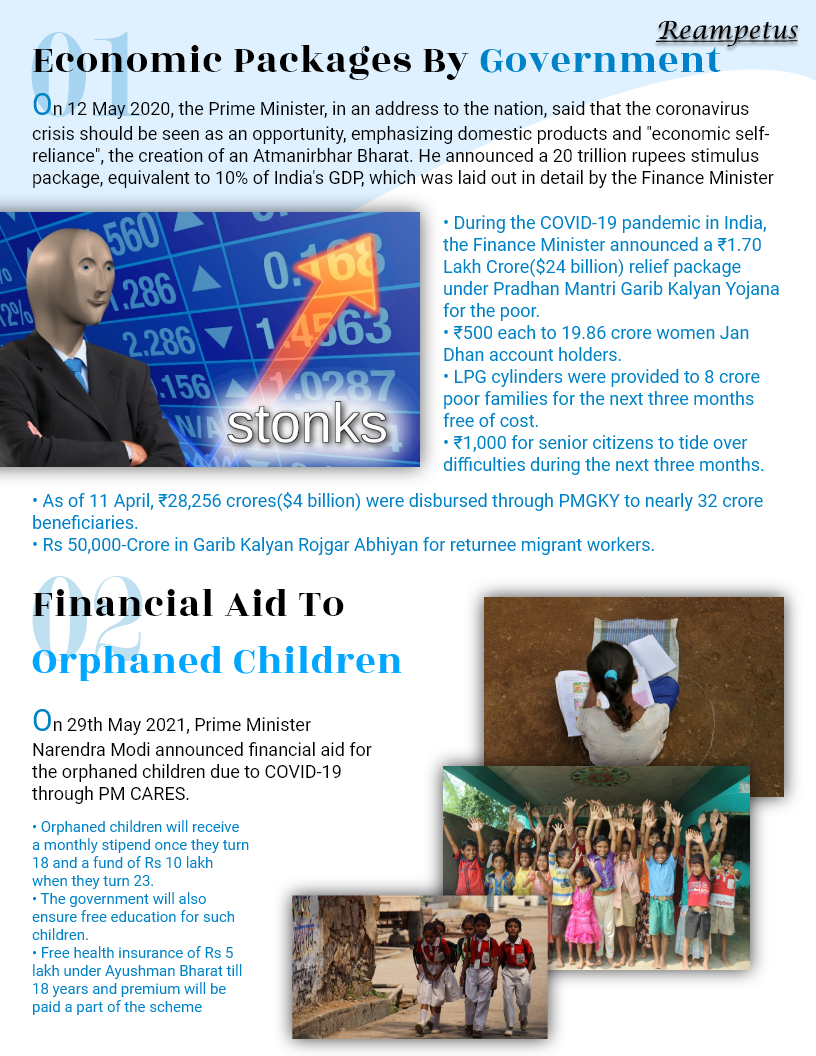 Reampetus
01
Economic Packages By Government
On 12 May 2020, the Prime Minister, in an address to the nation, said that the coronavirus
crisis should be seen as an opportunity, emphasizing domestic products and "economic self-
reliance", the creation of an Atmanirbhar Bharat. He announced a 20 trillion rupees stimulus
package, equivalent to 10% of India's GDP, which was laid out in detail by the Finance Minister
560
0.168
1.286
12%
1.4563
2.286
.156
1.0287
N/A
stonks
• During the COVID-19 pandemic in India,
the Finance Minister announced a ₹1.70
Lakh Crore($24 billion) relief package
under Pradhan Mantri Garib Kalyan Yojana
for the poor.
• ₹500 each to 19.86 crore women Jan
Dhan account holders.
• LPG cylinders were provided to 8 crore
poor families for the next three months
free of cost.
• ₹1,000 for senior citizens to tide over
difficulties during the next three months.
• As of 11 April, ₹28,256 crores($4 billion) were disbursed through PMGKY to nearly 32 crore
beneficiaries.
• Rs 50,000-Crore in Garib Kalyan Rojgar Abhiyan for returnee migrant workers.
02
Financial Aid To
Orphaned Children
On 29th May 2021, Prime Minister
Narendra Modi announced financial aid for
the orphaned children due to COVID-19
through PM CARES.
• Orphaned children will receive
a monthly stipend once they turn
18 and a fund of Rs 10 lakh
when they turn 23.
• The government will also
ensure free education for such
children.
• Free health insurance of Rs 5
lakh under Ayushman Bharat till
18 years and premium will be
paid a part of the scheme